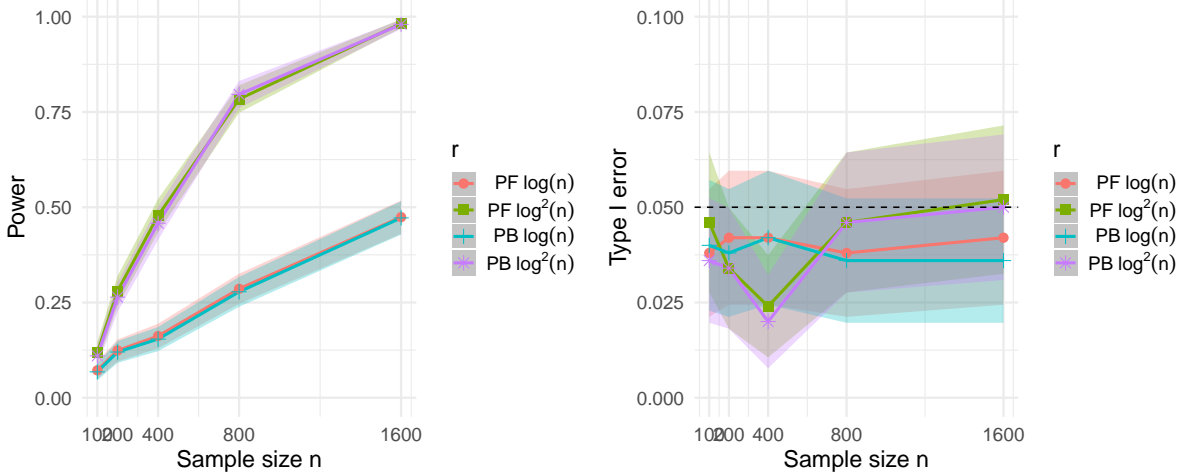 Power
1.00
0.75
0.50
0.25
0.00
100
200
400
800
1600
Sample size n
r
PF log(n)
PF log²(n)
PB log(n)
PB log²(n)
Type I error
0.100
0.075
0.050
0.025
0.000
100
200
400
800
1600
Sample size n
r
PF log(n)
PF log²(n)
PB log(n)
PB log²(n)